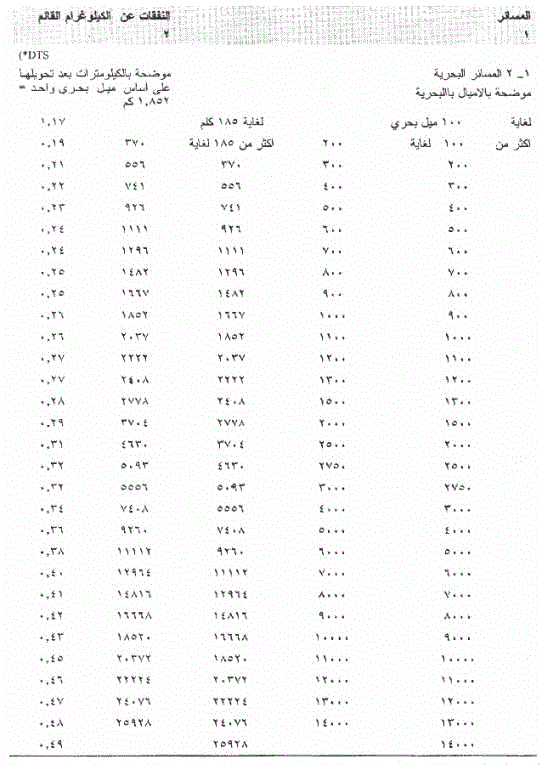 المسائر النفقات عن الكيلوغرام القائم
١ ٢
(*DTS
١_ ٢ المسائر البحرية موضحة بالكيلومترات بعد تحويلها
موضحة بالاميال باالبحرية على اساس ميل بحري واحد =
١,٨٥٢ كم
لغاية ١٠٠ ميل بحري لغاية ١٨٥ كلم ١,١٧
اكثر من ١٠٠ لغاية ٢٠٠ اكثر من ١٨٥ لغاية ٣٧٠ ٠,١٩
٢٠٠ ٣٠٠ ٣٧٠ ٥٥٦ ٠,٢١
٣٠٠ ٤٠٠ ٥٥٦ ٧٤١ ٠,٢٢
٤٠٠ ٥٠٠ ٧٤١ ٩٢٦ ٠,٢٣
٥٠٠ ٦٠٠ ٩٢٦ ١١١١ ٠,٢٤
٦٠٠ ٧٠٠ ١١١١ ١٢٩٦ ٠,٢٤
٧٠٠ ٨٠٠ ١٢٩٦ ١٤٨٢ ٠,٢٥
٨٠٠ ٩٠٠ ١٤٨٢ ١٦٦٧ ٠,٢٥
٩٠٠ ١٠٠٠ ١٦٦٧ ١٨٥٢ ٠,٢٦
١٠٠٠ ١١٠٠ ١٨٥٢ ٢٠٣٧ ٠,٢٦
١١٠٠ ١٢٠٠ ٢٠٣٧ ٢٢٢٢ ٠,٢٧
١٢٠٠ ١٣٠٠ ٢٢٢٢ ٢٤٠٨ ٠,٢٧
١٣٠٠ ١٥٠٠ ٢٤٠٨ ٢٧٧٨ ٠,٢٨
١٥٠٠ ٢٠٠٠ ٢٧٧٨ ٣٧٠٤ ٠,٢٩
٢٠٠٠ ٢٥٠٠ ٣٧٠٤ ٤٦٣٠ ٠,٣١
٢٥٠٠ ٢٧٥٠ ٤٦٣٠ ٥٠٩٣ ٠,٣٢
٢٧٥٠ ٣٠٠٠ ٥٠٩٣ ٥٥٥٦ ٠,٣٢
٣٠٠٠ ٤٠٠٠ ٥٥٥٦ ٧٤٠٨ ٠,٣٤
٤٠٠٠ ٥٠٠٠ ٧٤٠٨ ٩٢٦٠ ٠,٣٦
٥٠٠٠ ٦٠٠٠ ٩٢٦٠ ١١١١٢ ٠,٣٨
٦٠٠٠ ٧٠٠٠ ١١١١٢ ١٢٩٦٤ ٠,٤٠
٧٠٠٠ ٨٠٠٠ ١٢٩٦٤ ١٤٨١٦ ٠,٤١
٨٠٠٠ ٩٠٠٠ ١٤٨١٦ ١٦٦٦٨ ٠,٤٢
٩٠٠٠ ١٠٠٠٠ ١٦٦٦٨ ١٨٥٢٠ ٠,٤٣
١٠٠٠٠ ١١٠٠٠ ١٨٥٢٠ ٢٠٣٧٢ ٠,٤٥
١١٠٠٠ ١٢٠٠٠ ٢٠٣٧٢ ٢٢٢٢٤ ٠,٤٦
١٢٠٠٠ ١٣٠٠٠ ٢٢٢٢٤ ٢٤٠٧٦ ٠,٤٧
١٣٠٠٠ ١٤٠٠٠ ٢٤٠٧٦ ٢٥٩٢٨ ٠,٤٨
١٤٠٠٠ ٢٥٩٢٨ ٠,٤٩